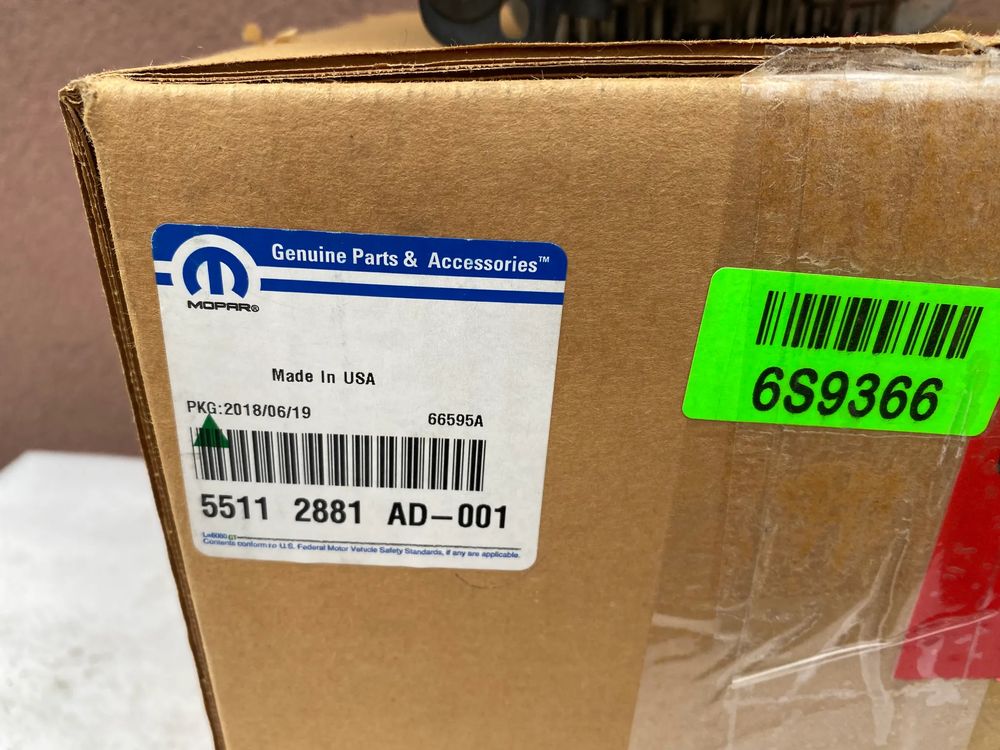 Genuine Parts & Accessories™
MOPAR®
Made In USA
PKG:2018/06/19
66595A
5511 2881 AD-001
Contents conform to U.S. Federal Motor Vehicle Safety Standards, if any are applicable.
6S9366